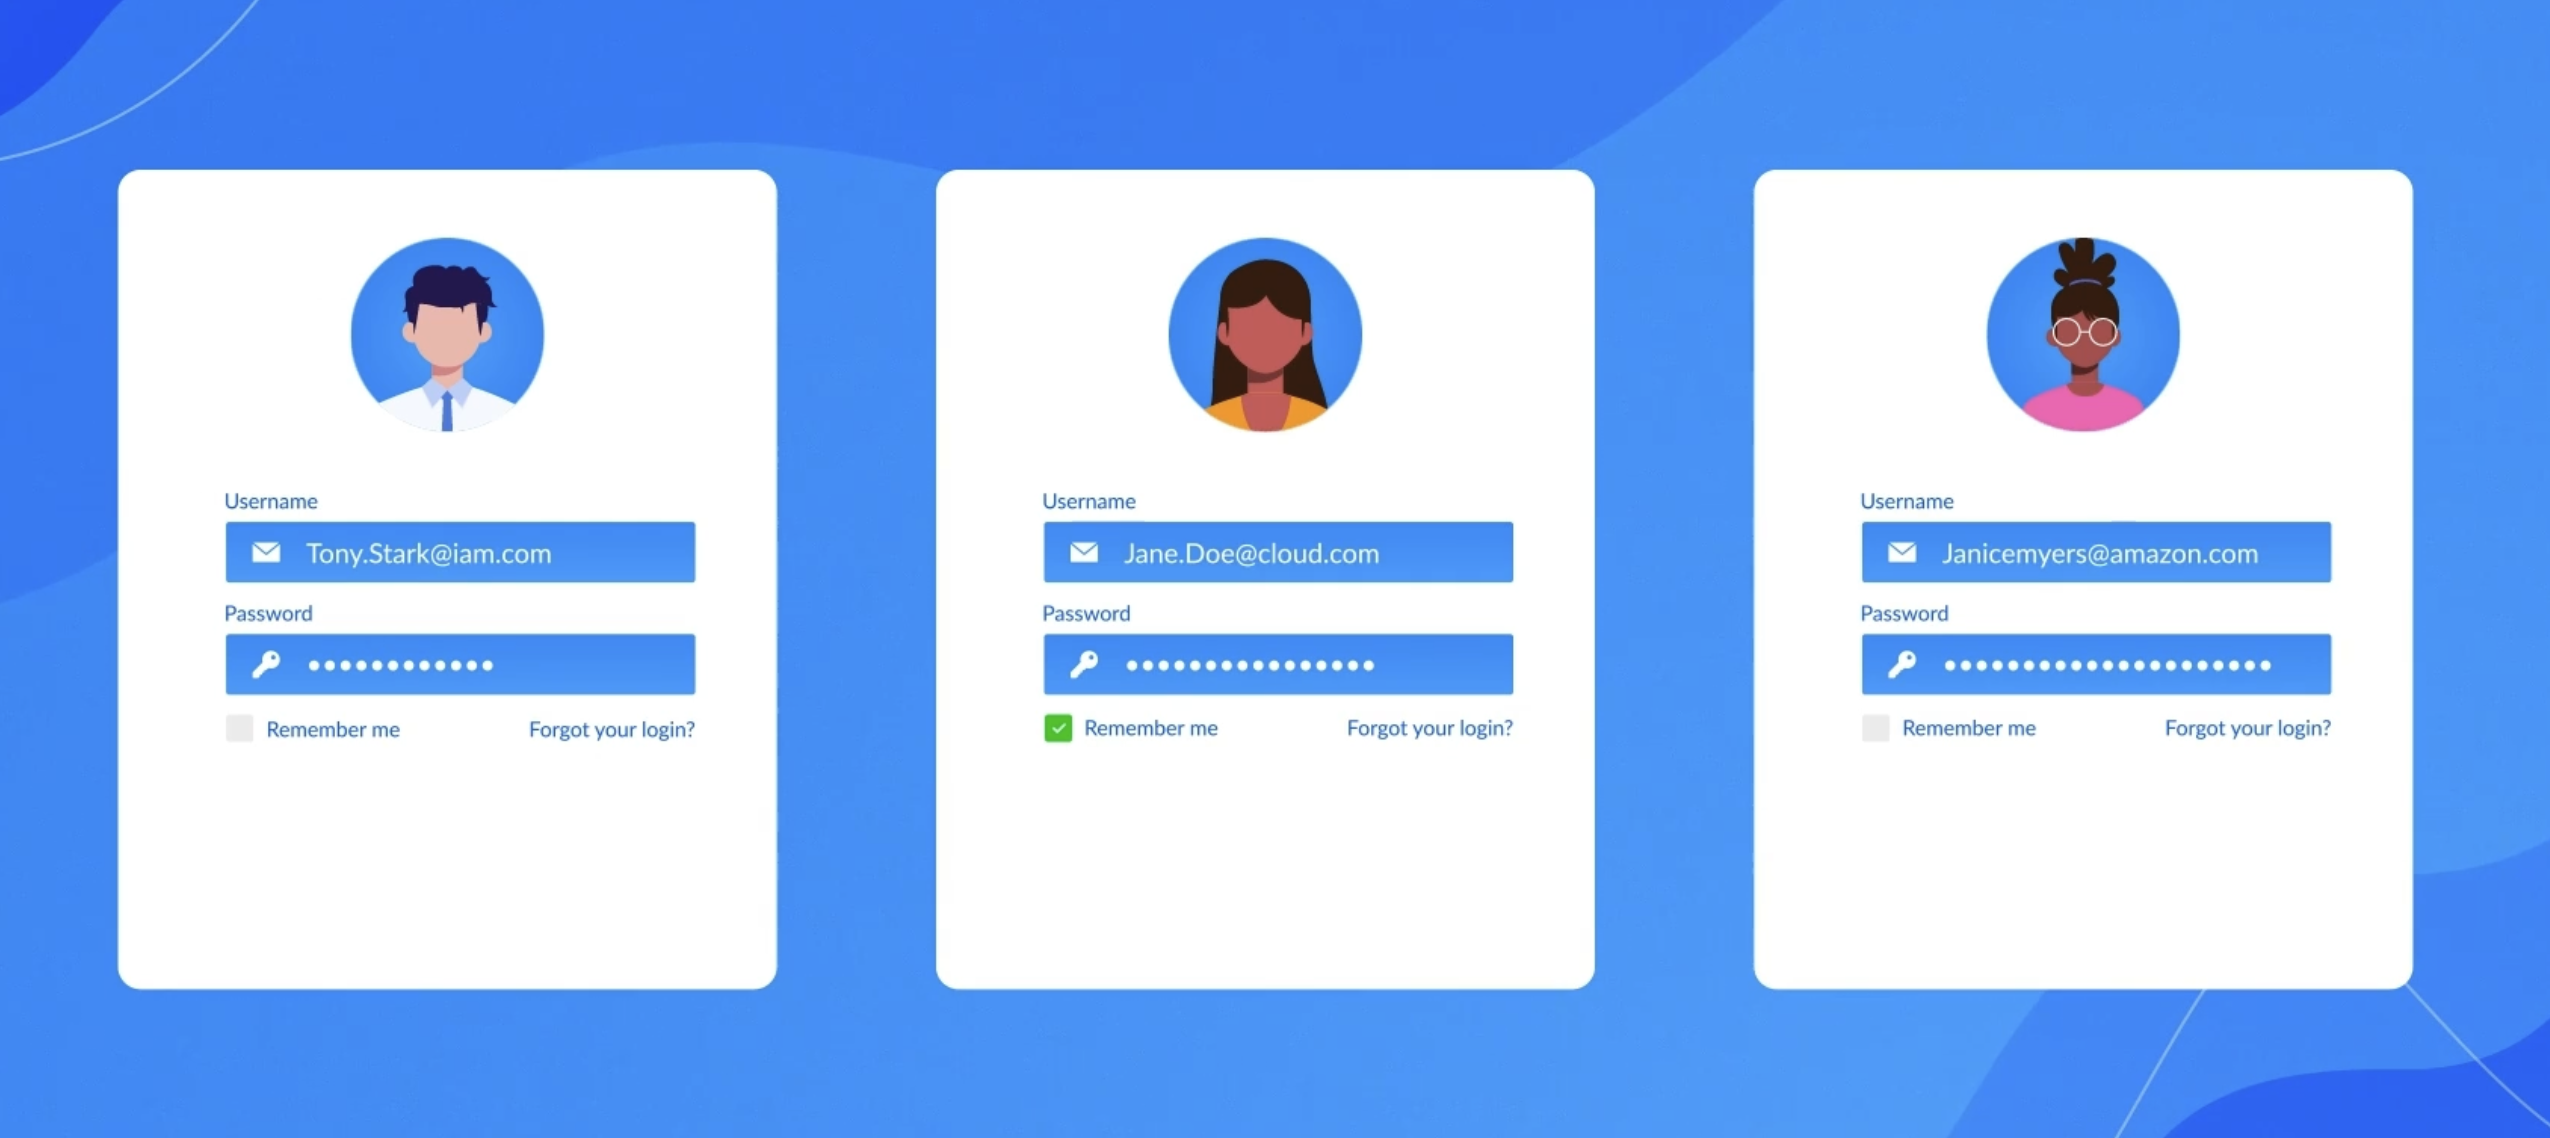 Username
Tony.Stark@iam.com
Password
Remember me
Forgot your login?
Username
Jane.Doe@cloud.com
Password
Remember me
Forgot your login?
Username
Janicemyers@amazon.com
Password
Remember me
Forgot your login?